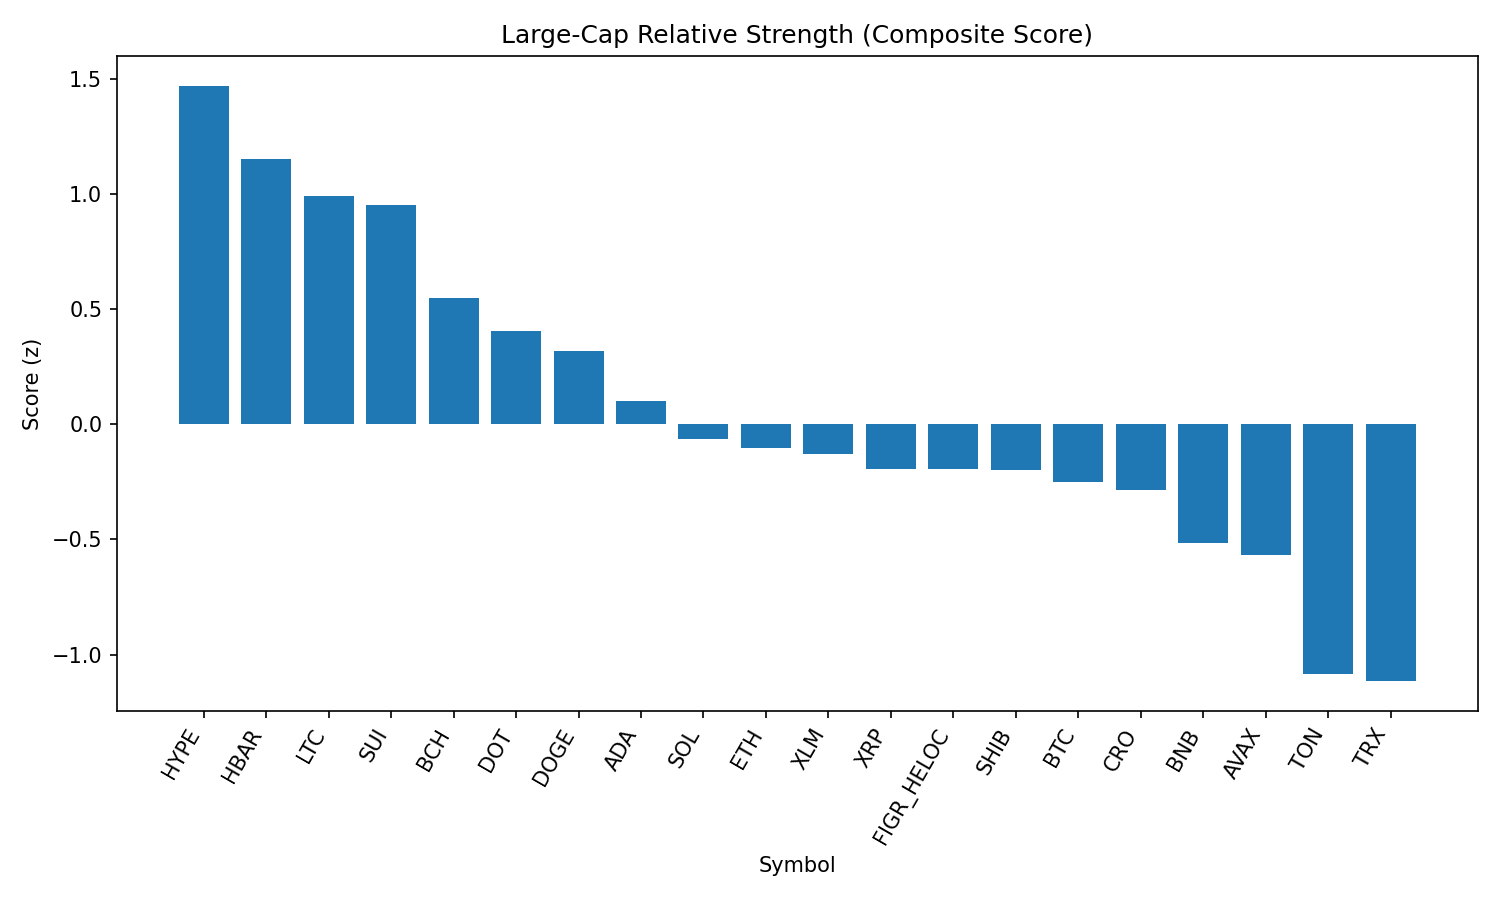 Large-Cap Relative Strength (Composite Score)
Score (z)
1.5
1.0
0.5
0.0
−0.5
−1.0
HYPE
HBAR
LTC
SUI
BCH
DOT
DOGE
ADA
SOL
ETH
XLM
XRP
FIGR_HELOC
SHIB
BTC
CRO
BNB
AVAX
TON
TRX
Symbol